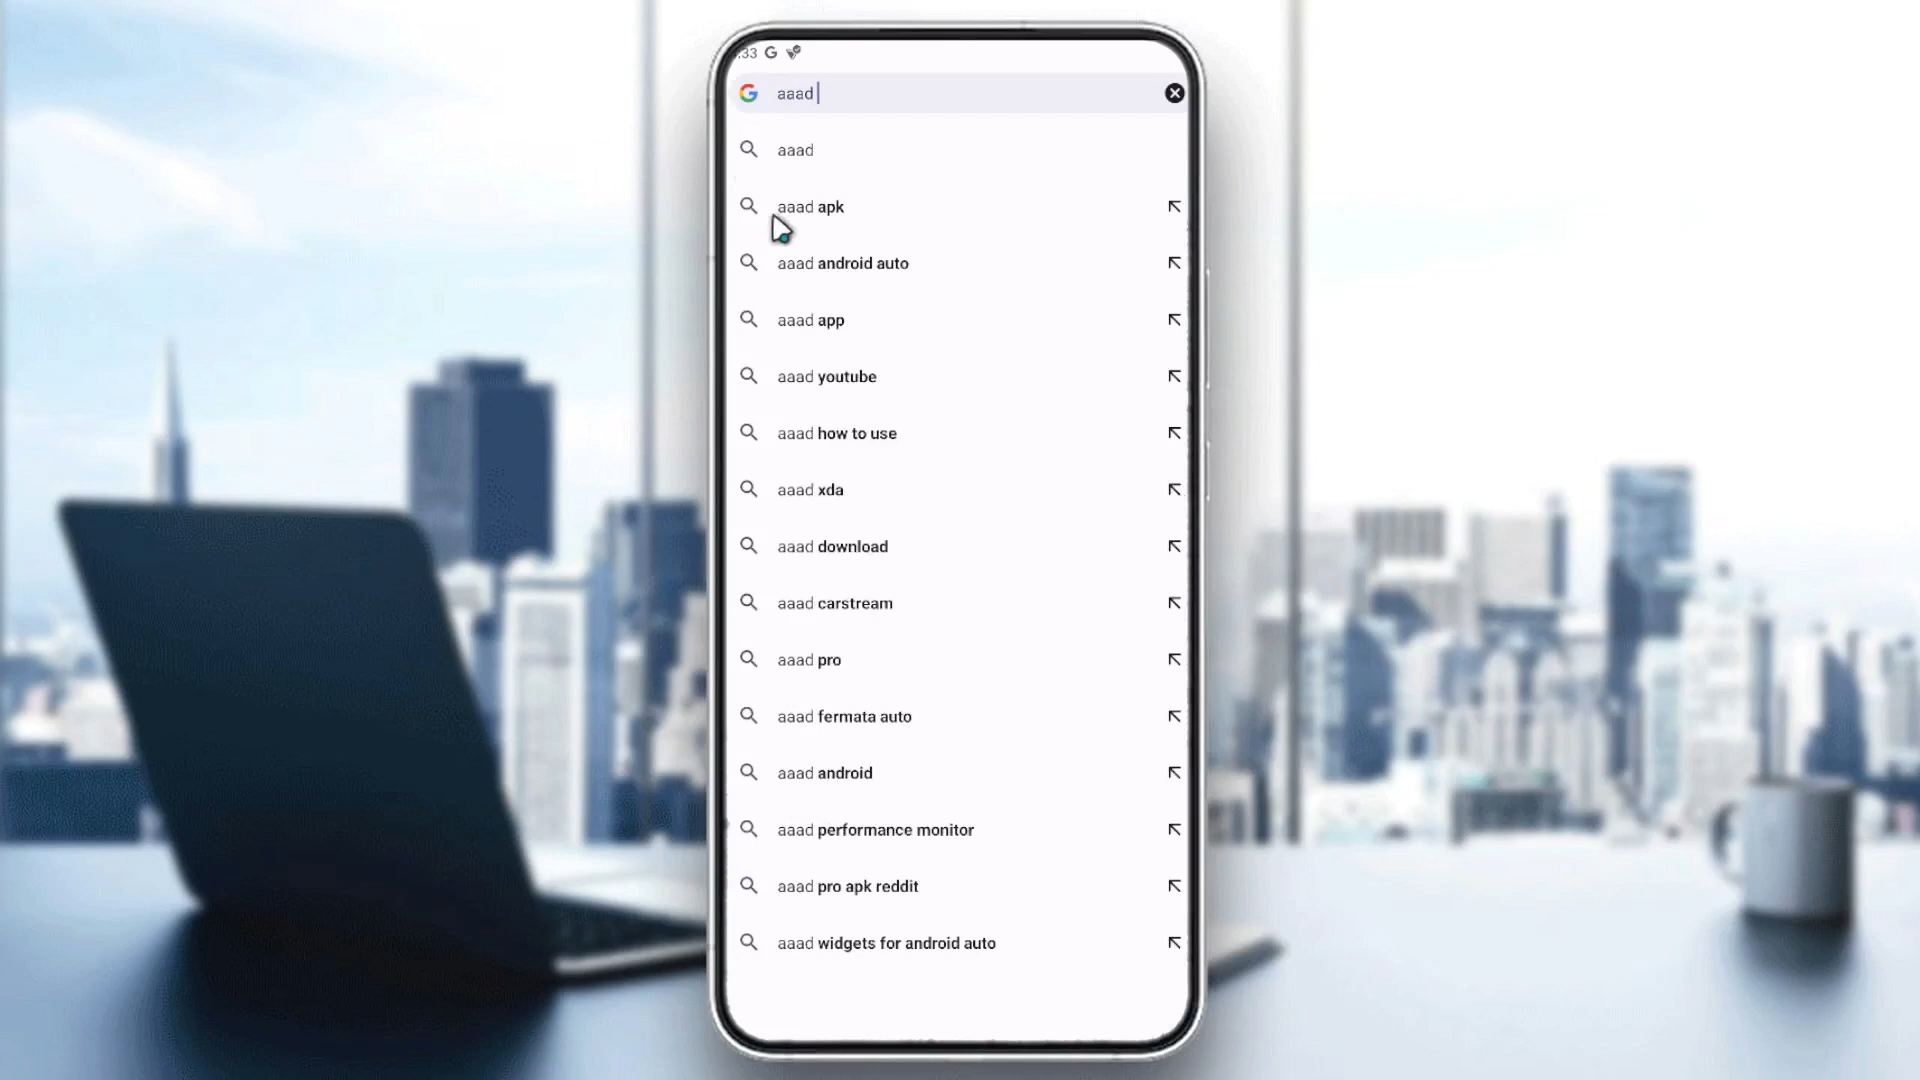 :33
aaad
aaad
aaad apk
aaad android auto
aaad app
aaad youtube
aaad how to use
aaad xda
aaad download
aaad carstream
aaad pro
aaad fermata auto
aaad android
aaad performance monitor
aaad pro apk reddit
aaad widgets for android auto